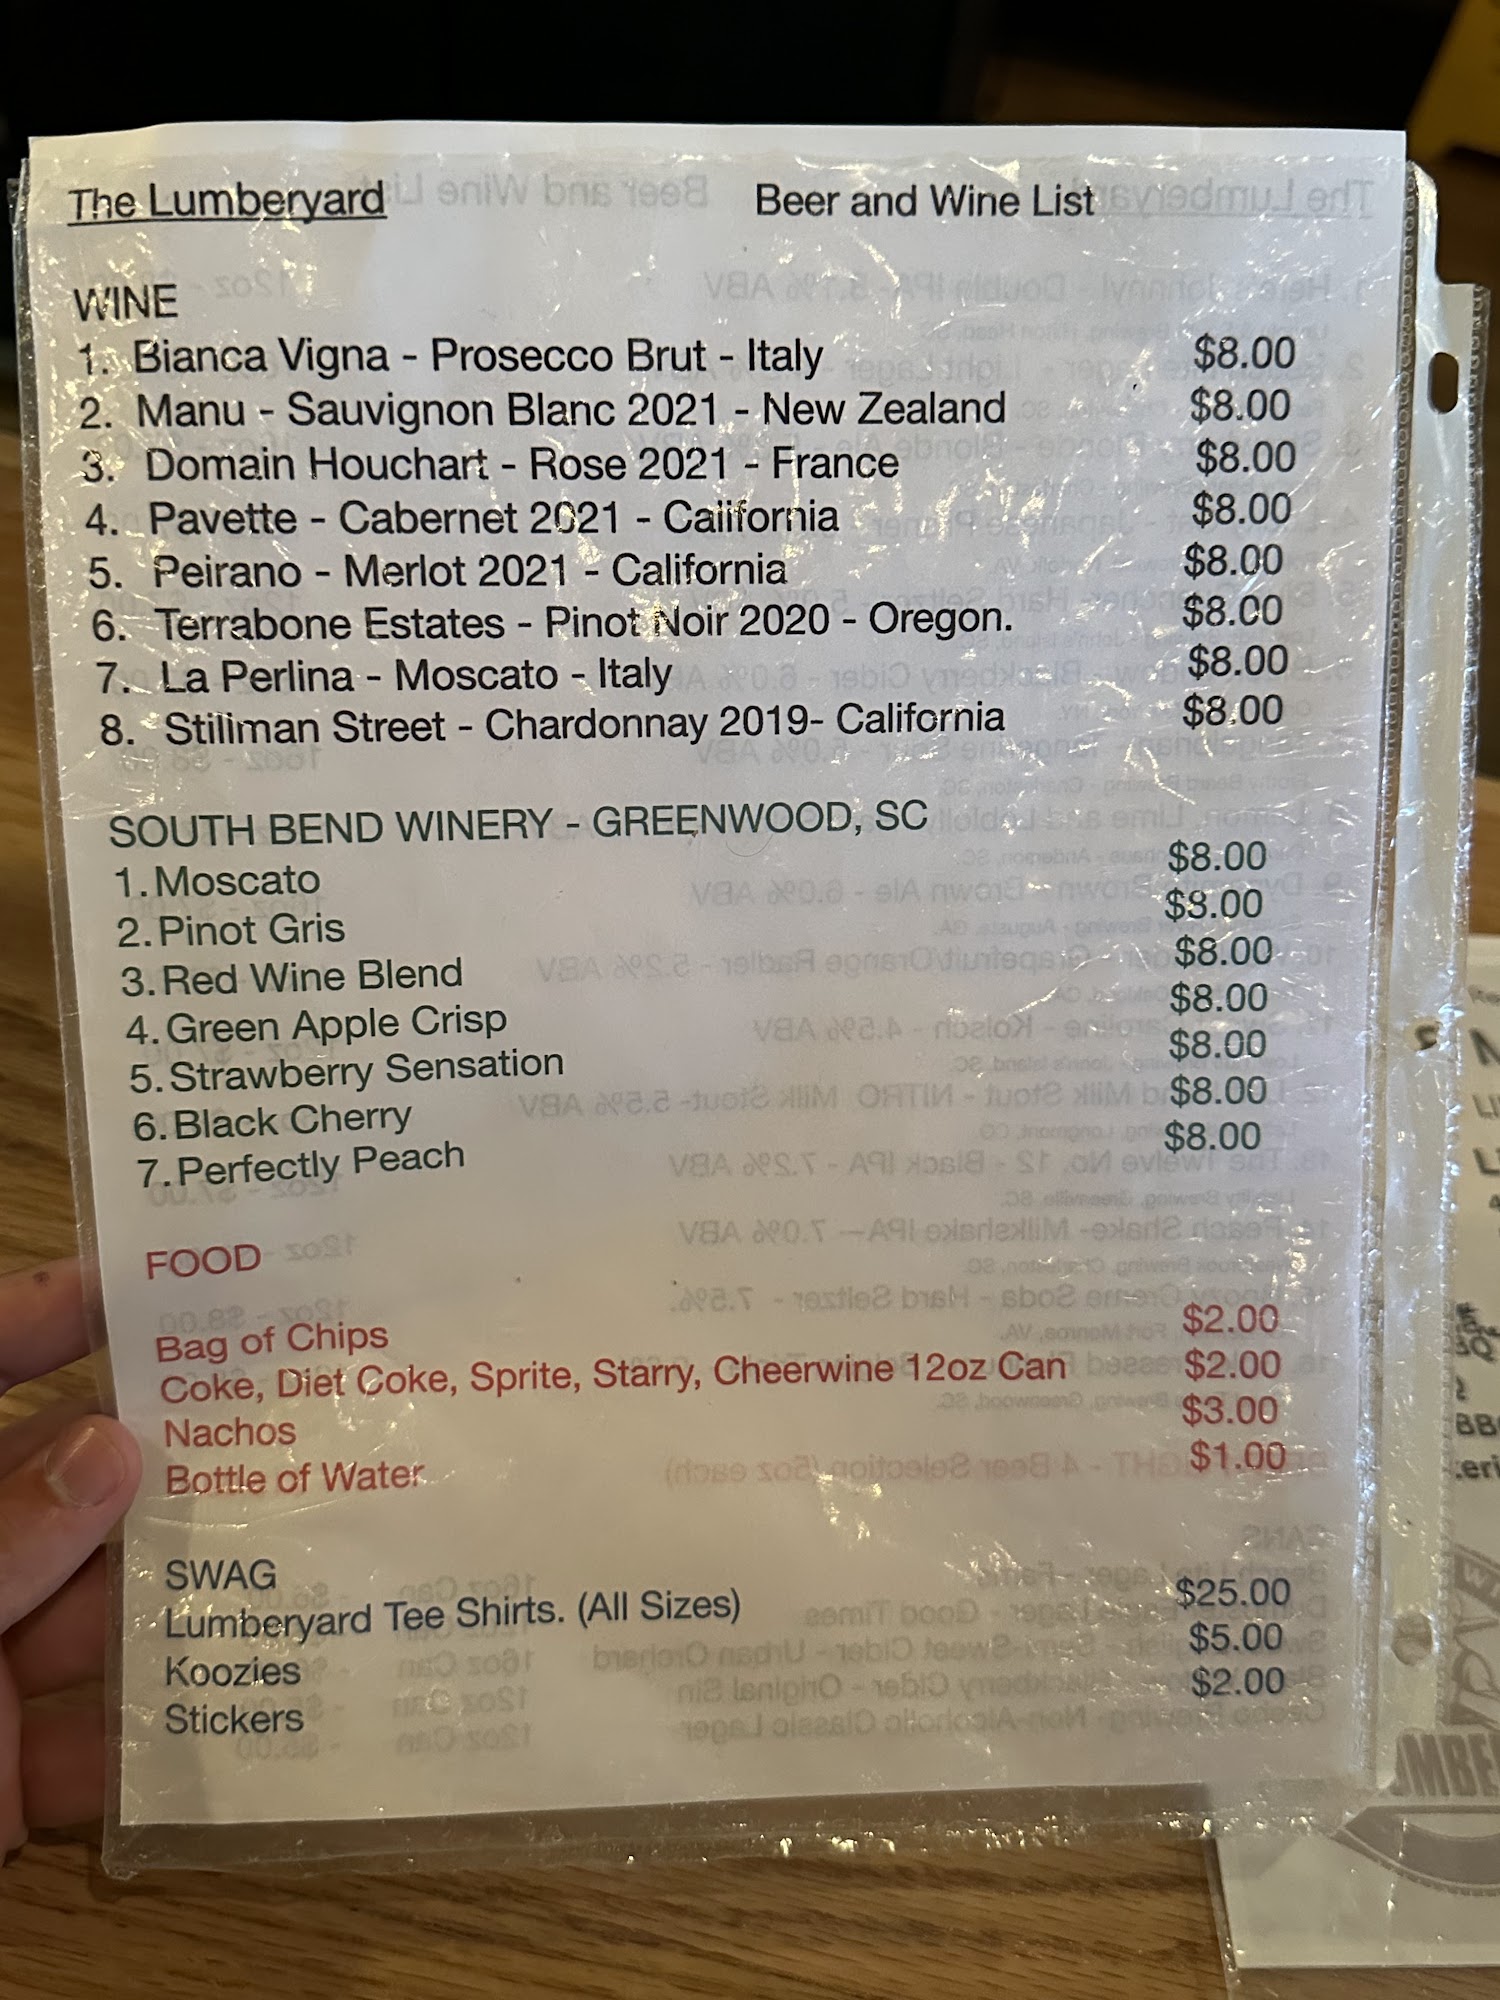 The Lumberyard Beer and Wine List
WINE
1. Bianca Vigna - Prosecco Brut - Italy $8.00
2. Manu - Sauvignon Blanc 2021 - New Zealand $8.00
3. Domain Houchart - Rose 2021 - France $8.00
4. Pavette - Cabernet 2021 - California $8.00
5. Peirano - Merlot 2021 - California $8.00
6. Terrabone Estates - Pinot Noir 2020 - Oregon. $8.00
7. La Perlina - Moscato - Italy $8.00
8. Stillman Street - Chardonnay 2019- California $8.00
SOUTH BEND WINERY - GREENWOOD, SC
1. Moscato $8.00
2. Pinot Gris $8.00
3. Red Wine Blend $8.00
4. Green Apple Crisp $8.00
5. Strawberry Sensation $8.00
6. Black Cherry $8.00
7. Perfectly Peach $8.00
FOOD
Bag of Chips $2.00
Coke, Diet Coke, Sprite, Starry, Cheerwine 12oz Can $2.00
Nachos $3.00
Bottle of Water $1.00
SWAG
Lumberyard Tee Shirts. (All Sizes) $25.00
Koozies $5.00
Stickers $2.00